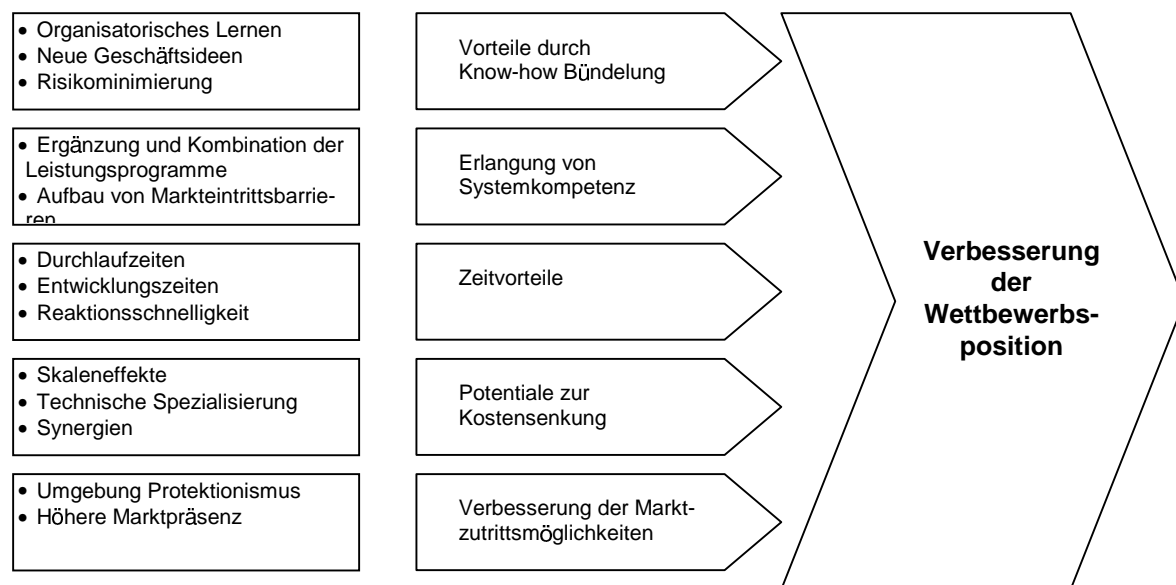 • Organisatorisches Lernen
• Neue Geschäftsideen
• Risikominimierung
Vorteile durch
Know-how Bündelung
• Ergänzung und Kombination der
Leistungsprogramme
• Aufbau von Markteintrittsbarrie-
ren
Erlangung von
Systemkompetenz
• Durchlaufzeiten
• Entwicklungszeiten
• Reaktionsschnelligkeit
Zeitvorteile
• Skaleneffekte
• Technische Spezialisierung
• Synergien
Potentiale zur
Kostensenkung
• Umgebung Protektionismus
• Höhere Marktpräsenz
Verbesserung der Markt-
zutrittsmöglichkeiten
Verbesserung
der
Wettbewerbs-
position